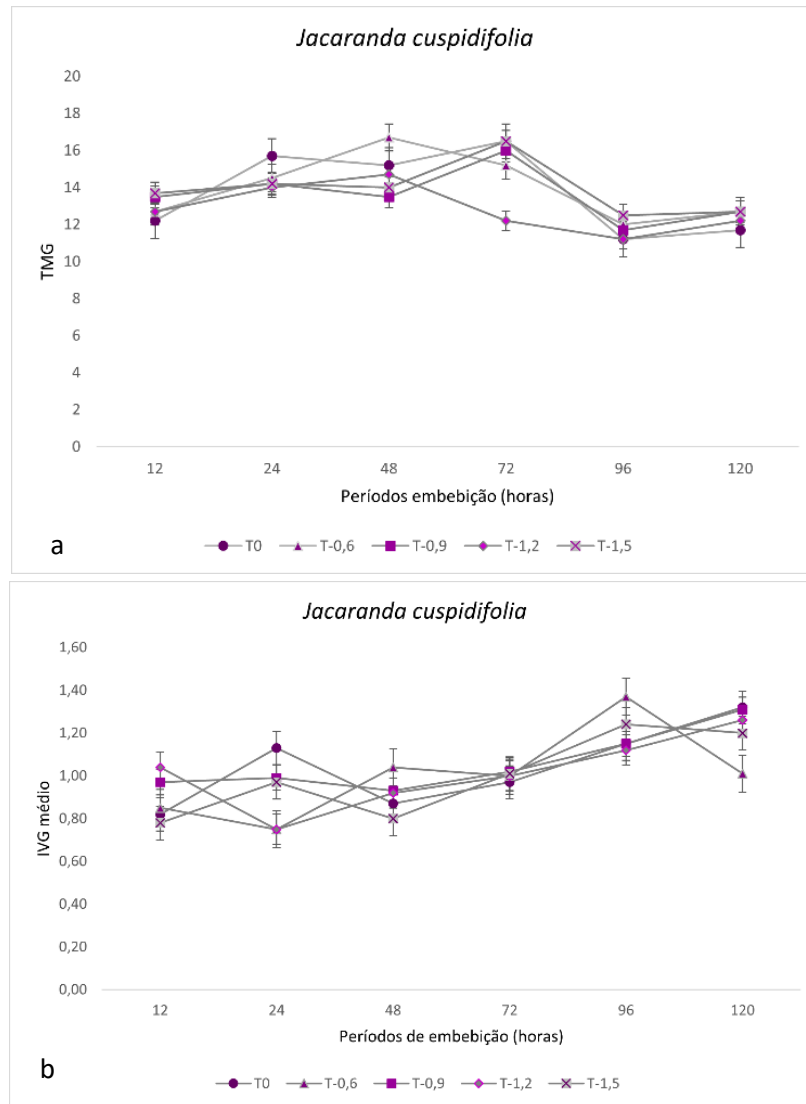 Jacaranda cuspidifolia
20
18
16
14
12
10
8
6
4
2
0
TMG
12 24 48 72 96 120
Períodos embebição (horas)
a
T0 T-0,6 T-0,9 T-1,2 T-1,5
Jacaranda cuspidifolia
1,60
1,40
1,20
1,00
0,80
0,60
0,40
0,20
0,00
IVG médio
12 24 48 72 96 120
Períodos de embebição (horas)
b
T0 T-0,6 T-0,9 T-1,2 T-1,5